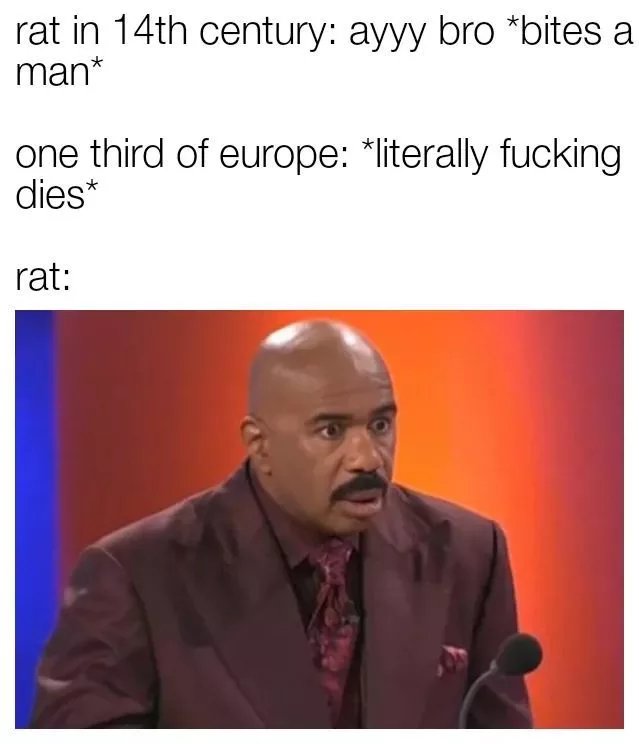 rat in 14th century: ayyy bro *bites a
man*
one third of europe: *literally fucking
dies*
rat: